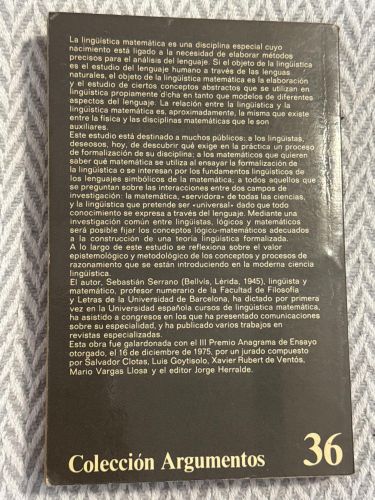 La lingüística matemática es una disciplina especial cuyo
nacimiento está ligado a la necesidad de elaborar métodos
precisos para el análisis del lenguaje. Si el objeto de la lingüística
es el estudio del lenguaje humano a través de las lenguas
naturales, el objeto de la lingüística matemática es la elaboración
y el estudio de ciertos conceptos abstractos que se utilizan en
lingüística propiamente dicha en tanto que modelos de diferentes
aspectos del lenguaje. La relación entre la lingüística y la
lingüística matemática es, aproximadamente, la misma que existe
entre la física y las disciplinas matemáticas que le son
auxiliares.
Este estudio está destinado a muchos públicos: a los lingüistas,
deseosos, hoy, de descubrir qué exige en la práctica un proceso
de formalización de su disciplina; a los matemáticos que quieren
saber qué matemática se utiliza al ensayar la formalización de
la lingüística o se interesan por los fundamentos lingüísticos de
los lenguajes simbólicos de la matemática; a todos aquellos que
se preguntan sobre las interacciones entre dos campos de
investigación: la matemática, «servidora» de todas las ciencias,
y la lingüística que pretende ser «universal» dado que todo
conocimiento se expresa a través del lenguaje. Mediante una
investigación común entre lingüistas, lógicos y matemáticos
será posible fijar los conceptos lógico-matemáticos adecuados
a la construcción de una teoría lingüística formalizada.
A lo largo de este estudio se reflexiona sobre el valor
epistemológico y metodológico de los conceptos y procesos de
razonamiento que se están introduciendo en la moderna ciencia
lingüística.
El autor, Sebastián Serrano (Bellvis, Lérida, 1945), lingüista y
matemático, profesor numerario de la Facultad de Filosofía
y Letras de la Universidad de Barcelona, ha dictado por primera
vez en la Universidad española cursos de lingüística matemática,
ha asistido a congresos en los que ha presentado comunicaciones
sobre su especialidad, y ha publicado varios trabajos en
revistas especializadas.
Esta obra fue galardonada con el III Premio Anagrama de Ensayo
otorgado, el 16 de diciembre de 1975, por un jurado compuesto
por Salvador Clotas, Luis Goytisolo, Xavier Rubert de Ventós,
Mario Vargas Llosa y el editor Jorge Herralde.
Colección Argumentos 36